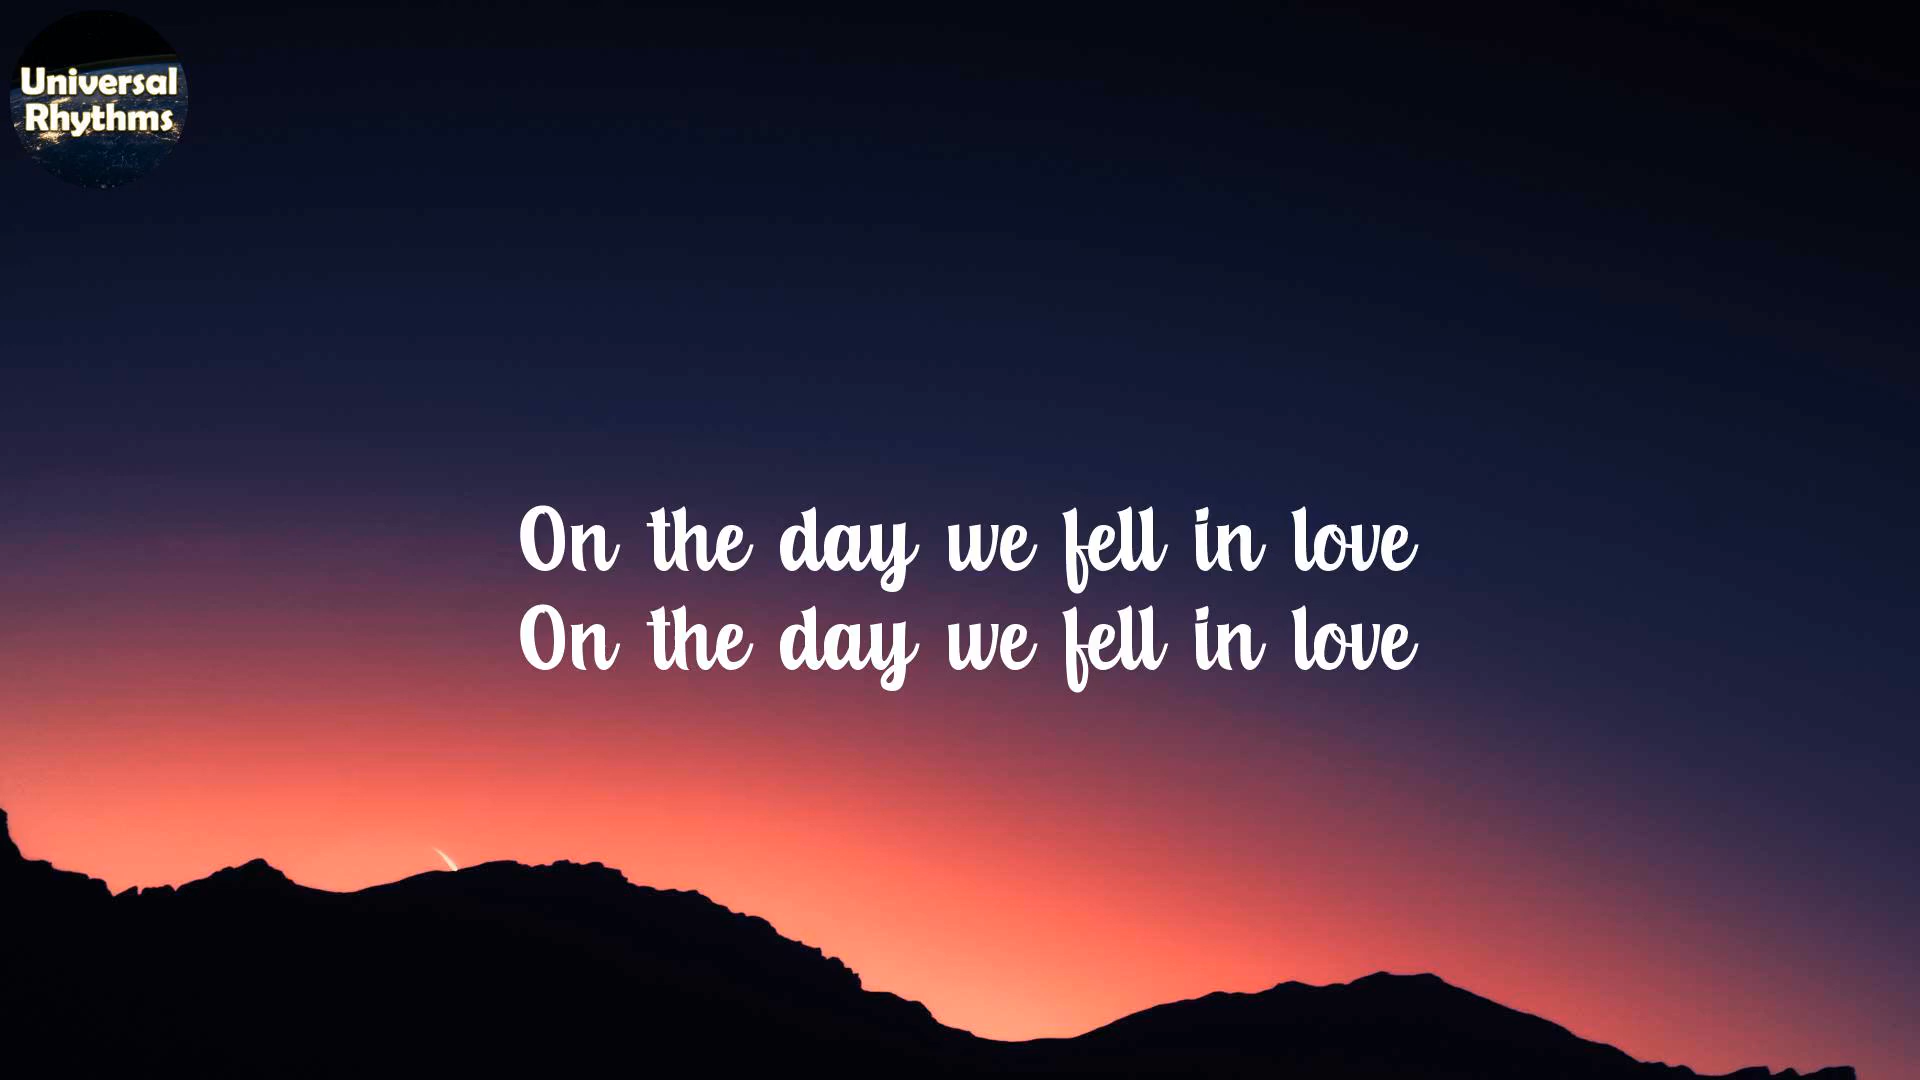 Universal
Rhythms
On the day we fell in love
On the day we fell in love